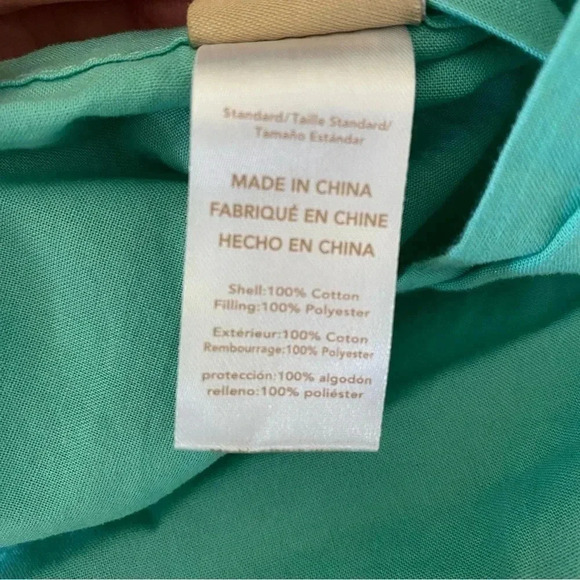 Standard/Taille Standard/
Tamaño Estándar
MADE IN CHINA
FABRIQUÉ EN CHINE
HECHO EN CHINA
Shell:100% Cotton
Filling:100% Polyester
Extérieur:100% Coton
Rembourrage:100% Polyester
protección:100% algodón
relleno:100% poliéster